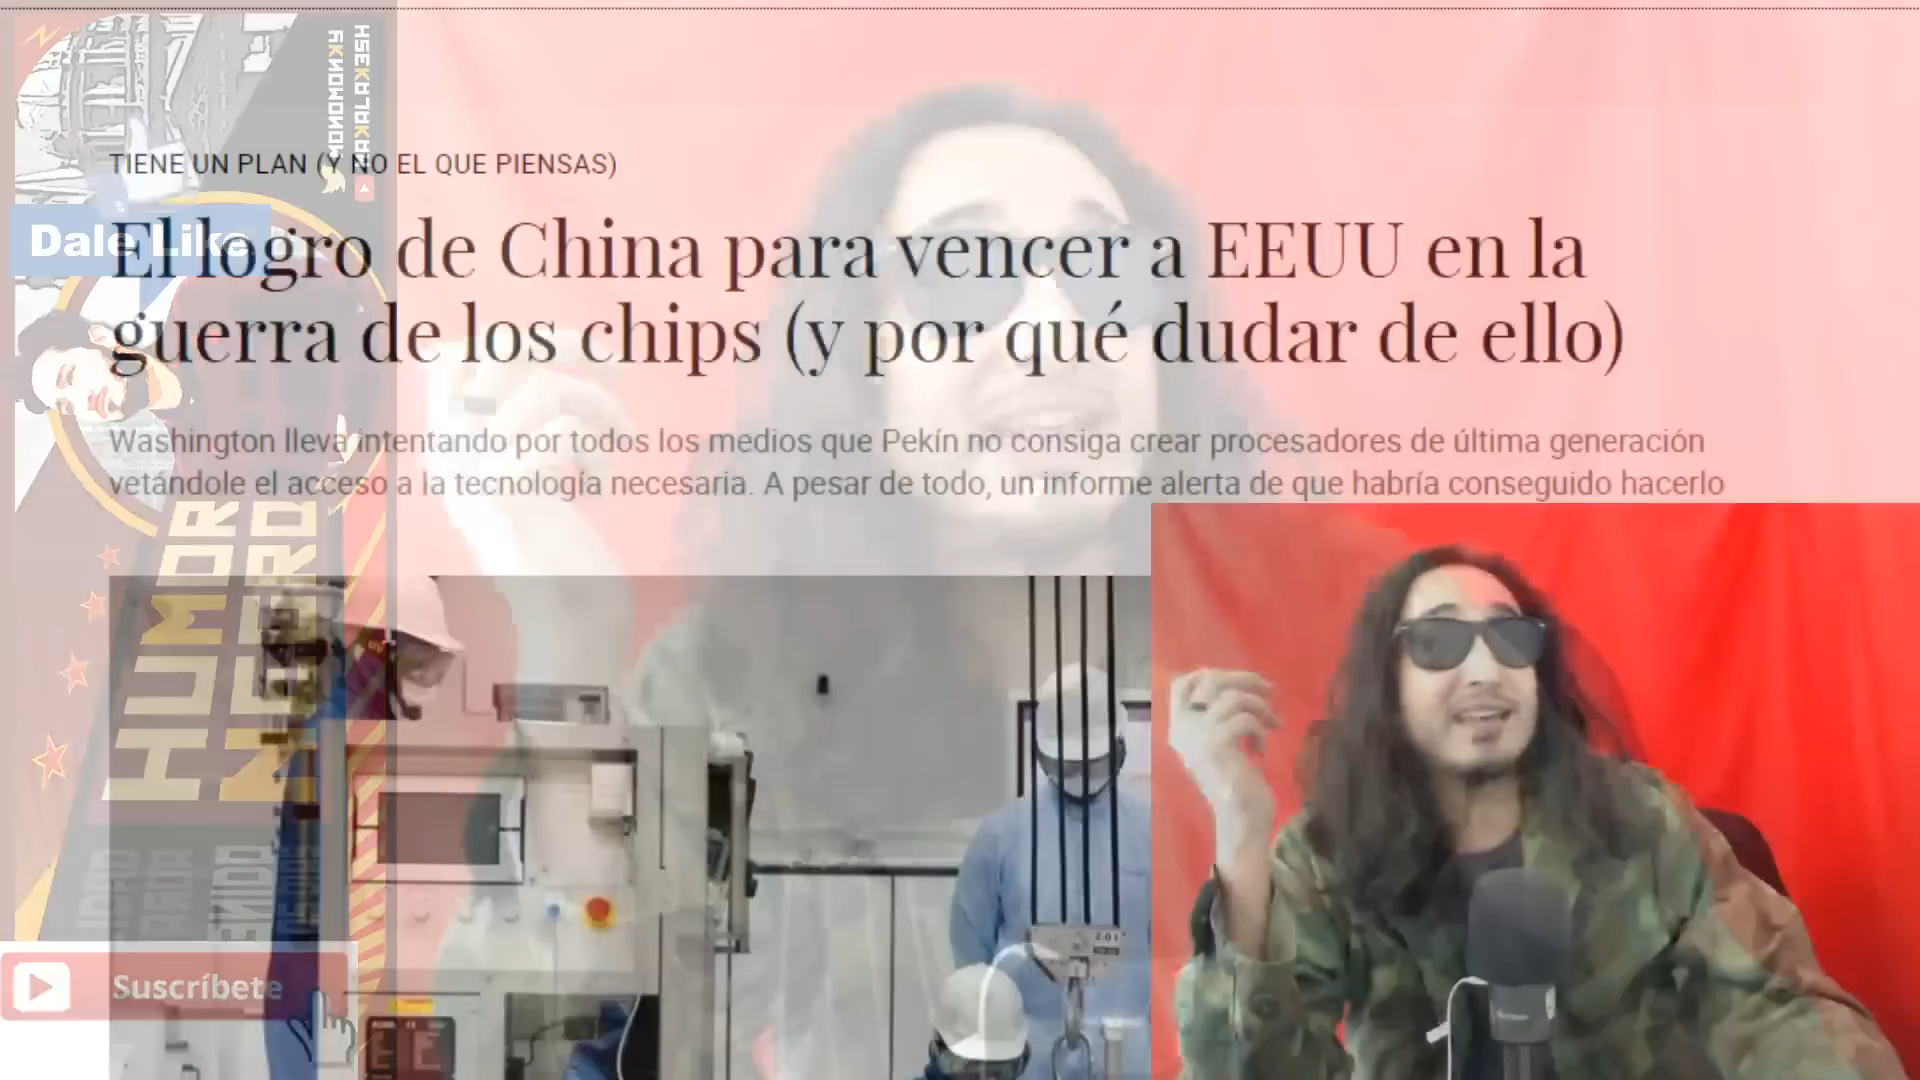 TIENE UN PLAN (Y NO EL QUE PIENSAS)
El logro de China para vencer a EEUU en la
guerra de los chips (y por qué dudar de ello)
Washington lleva intentando por todos los medios que Pekín no consiga crear procesadores de última generación
vetándole el acceso a la tecnología necesaria. A pesar de todo, un informe alerta de que habría conseguido hacerlo
Dale Like
HUMOR
NEGRO
Suscríbete
2.0 t